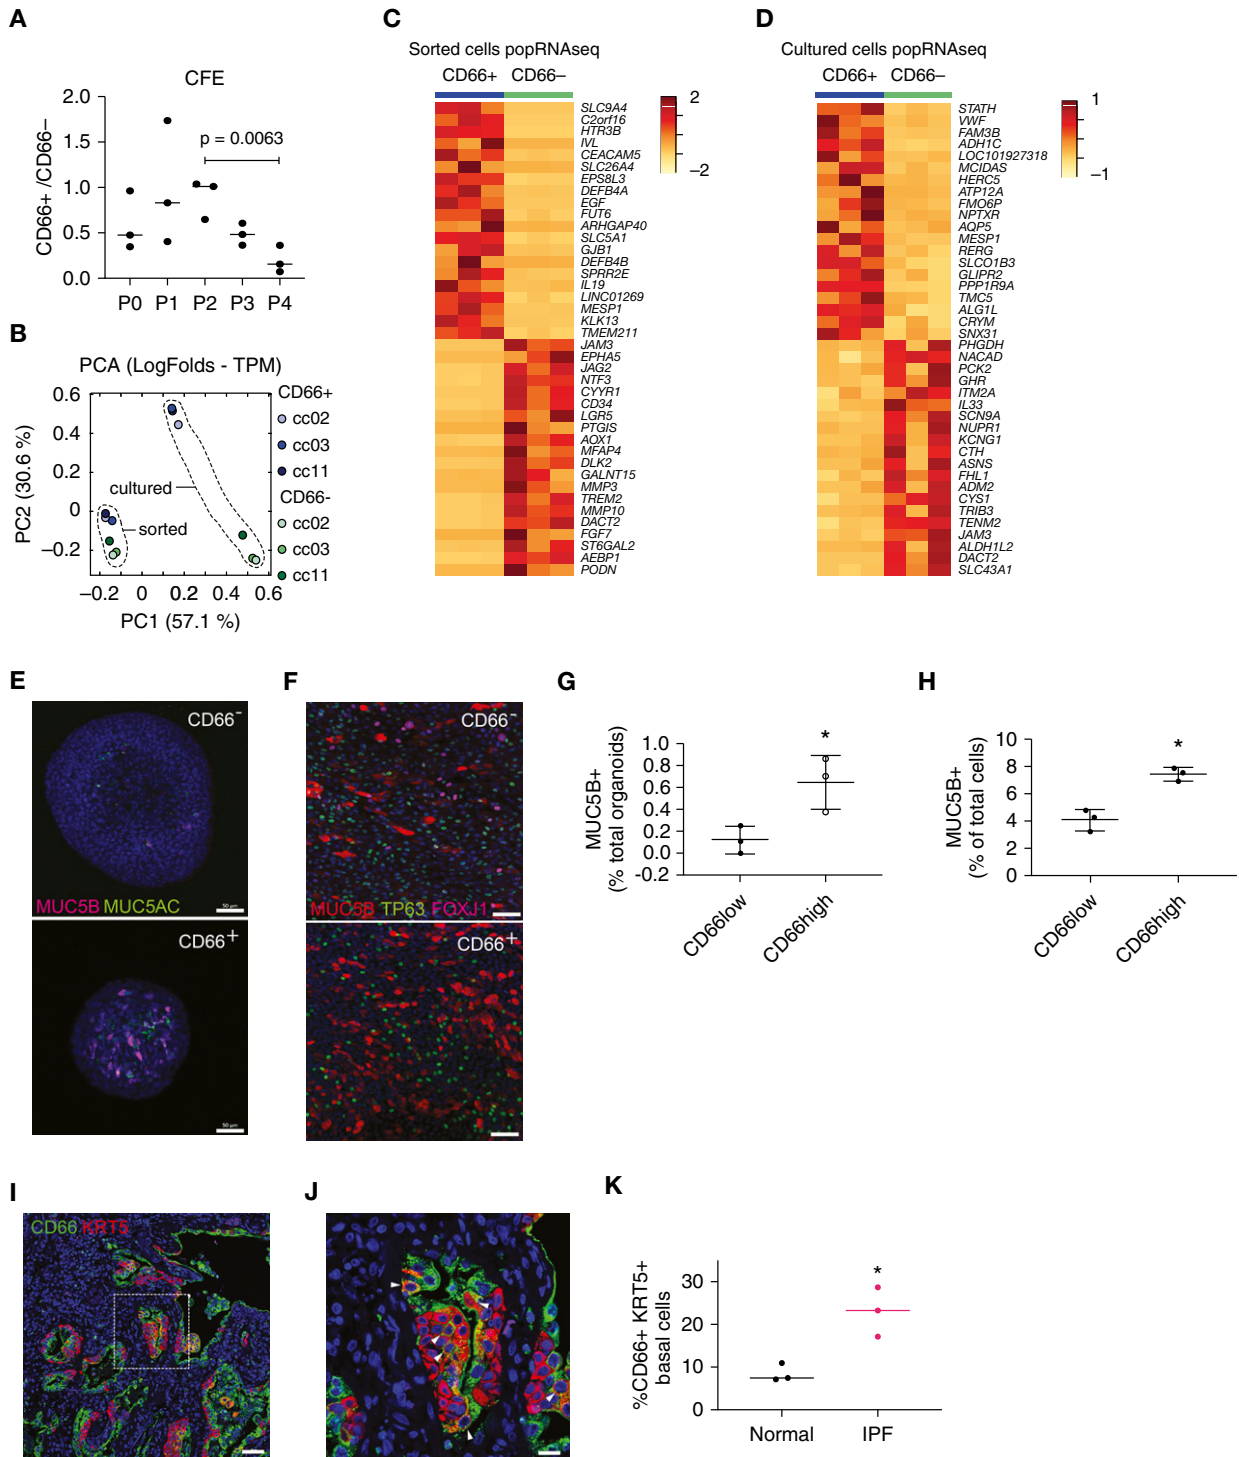 A
CFE
CD66+ /CD66–
2.0
1.5
1.0
0.5
0.0
p = 0.0063
P0 P1 P2 P3 P4
B
PCA (LogFolds - TPM)
PC2 (30.6 %)
0.6
0.4
0.2
0
–0.2
cultured
sorted
–0.2 0 0.2 0.4 0.6
PC1 (57.1 %)
CD66+
cc02
cc03
cc11
CD66-
cc02
cc03
cc11
C
Sorted cells popRNAseq
CD66+ CD66–
2
–2
SLC9A4
C2orf16
HTR3B
IVL
CEACAM5
SLC26A4
EPS8L3
DEFB4A
EGF
FUT6
ARHGAP40
SLC5A1
GJB1
DEFB4B
SPRR2E
IL19
LINC01269
MESP1
KLK13
TMEM211
JAM3
EPHA5
JAG2
NTF3
CYYR1
CD34
LGR5
PTGIS
AOX1
MFAP4
DLK2
GALNT15
MMP3
TREM2
MMP10
DACT2
FGF7
ST6GAL2
AEBP1
PODN
D
Cultured cells popRNAseq
CD66+ CD66–
1
–1
STATH
VWF
FAM3B
ADH1C
LOC101927318
MCIDAS
HERC5
ATP12A
FMO6P
NPTXR
AQP5
MESP1
RERG
SLCO1B3
GLIPR2
PPP1R9A
TMC5
ALG1L
CRYM
SNX31
PHGDH
NACAD
PCK2
GHR
ITM2A
IL33
SCN9A
NUPR1
KCNG1
CTH
ASNS
FHL1
ADM2
CYS1
TRIB3
TENM2
JAM3
ALDH1L2
DACT2
SLC43A1
E
CD66-
MUC5B MUC5AC
50 µm
CD66+
50 µm
F
CD66-
MUC5B TP63 FOXJ1
CD66+
G
MUC5B+
(% total organoids)
1.0
0.8
0.6
0.4
0.2
0.0
-0.2
*
CD66low
CD66high
H
MUC5B+
(% of total cells)
10
8
6
4
2
0
*
CD66low
CD66high
I
CD66 KRT5
J
K
%CD66+ KRT5+
basal cells
30
20
10
0
*
Normal IPF